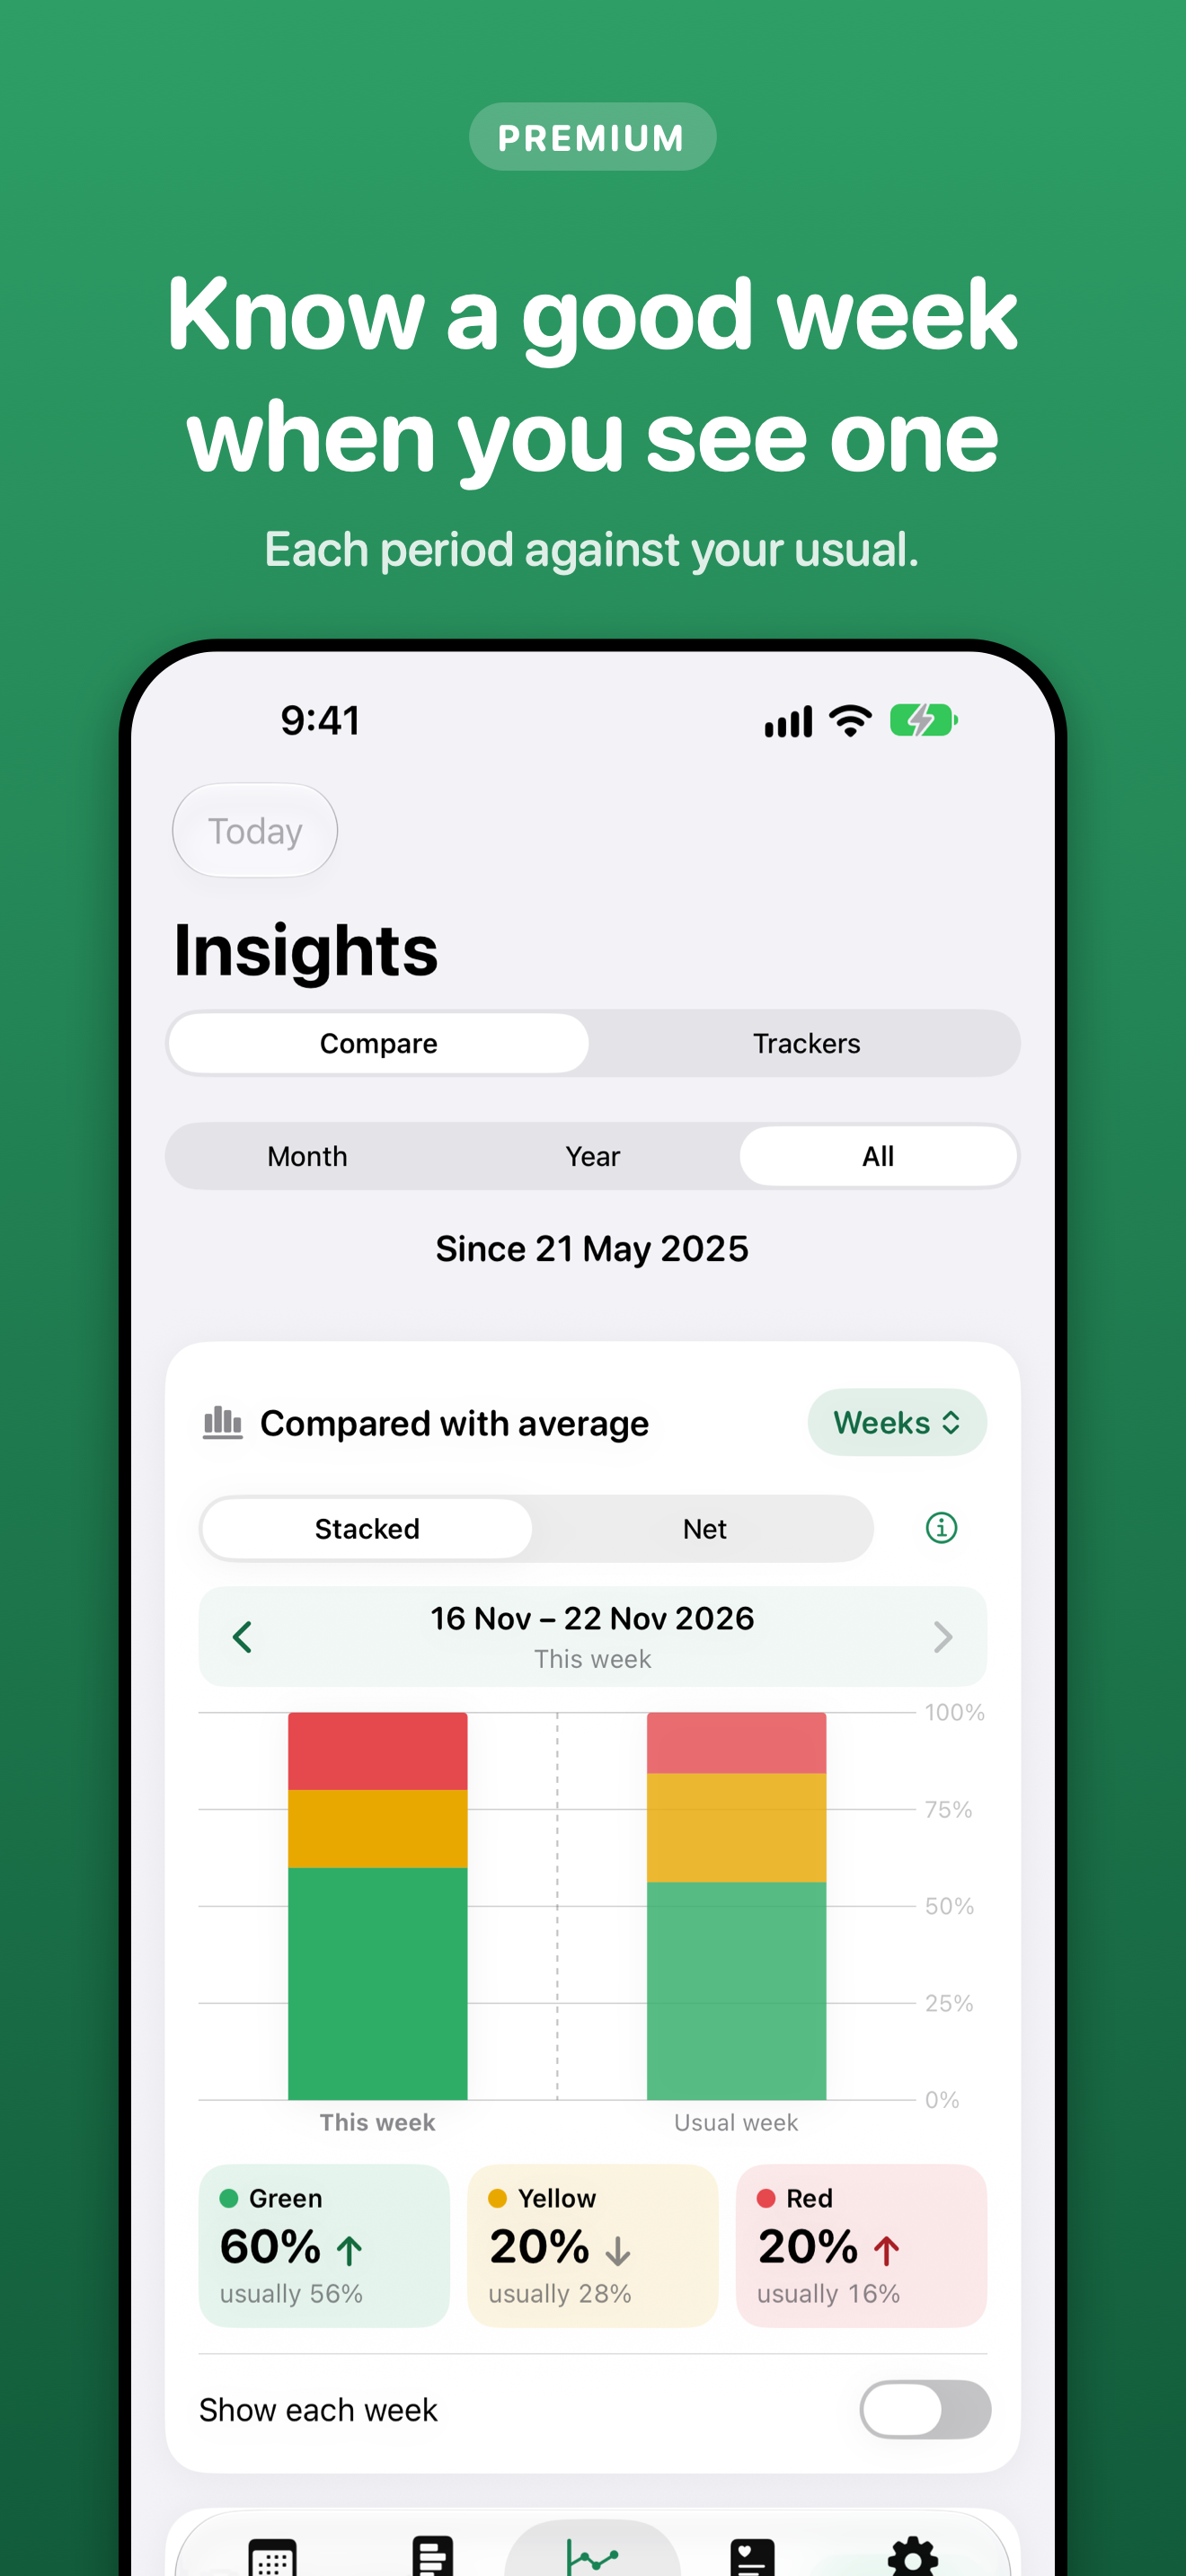 PREMIUM
Know a good week
when you see one
Each period against your usual.
9:41
Today
Insights
Compare
Trackers
Month
Year
All
Since 21 May 2025
Compared with average
Weeks
Stacked
Net
16 Nov – 22 Nov 2026
This week
100%
75%
50%
25%
0%
This week
Usual week
Green
60%
usually 56%
Yellow
20%
usually 28%
Red
20%
usually 16%
Show each week